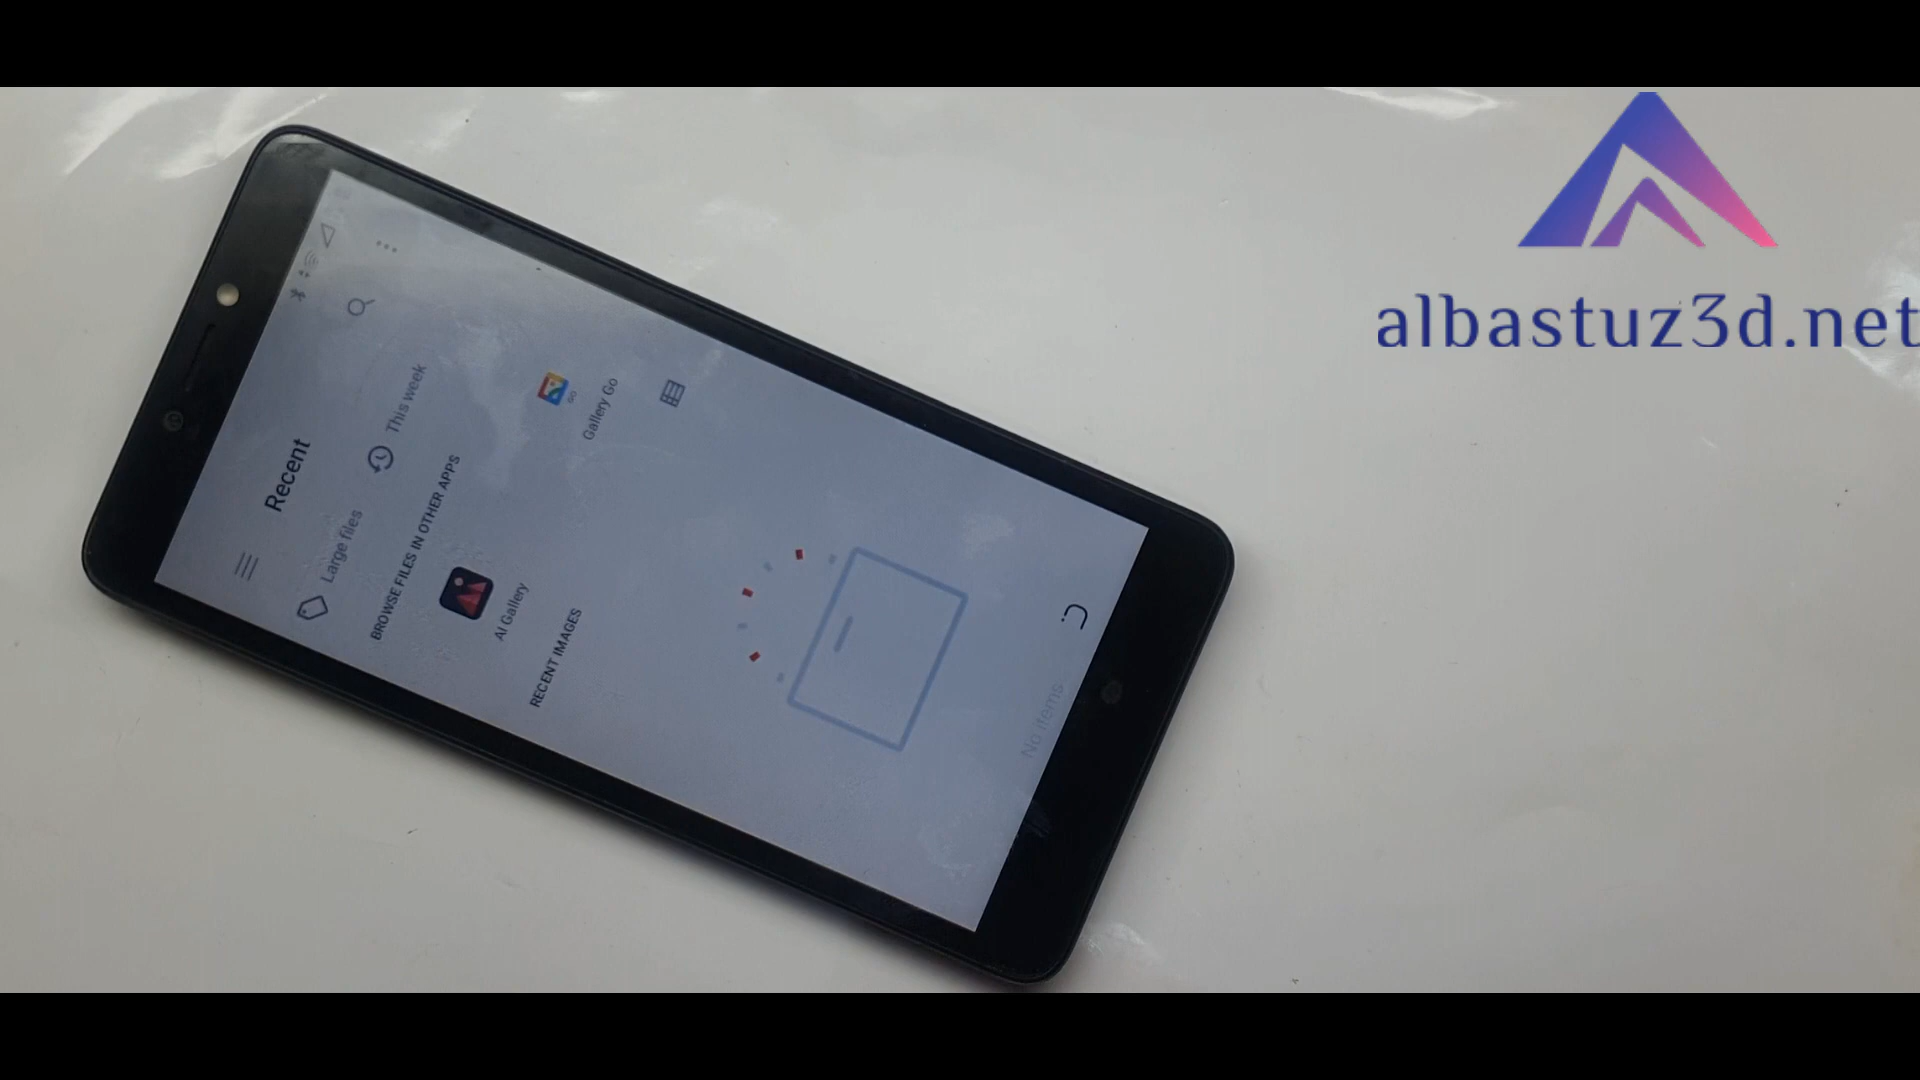 albastuz3d.net
Recent
Large files
This week
BROWSE FILES IN OTHER APPS
AI Gallery
Gallery Go
GO
RECENT IMAGES
No items